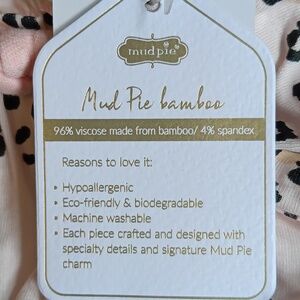 mud pie
Mud Pie bamboo
96% viscose made from bamboo/ 4% spandex
Reasons to love it:
• Hypoallergenic
• Eco-friendly & biodegradable
• Machine washable
• Each piece crafted and designed with
specialty details and signature Mud Pie
charm